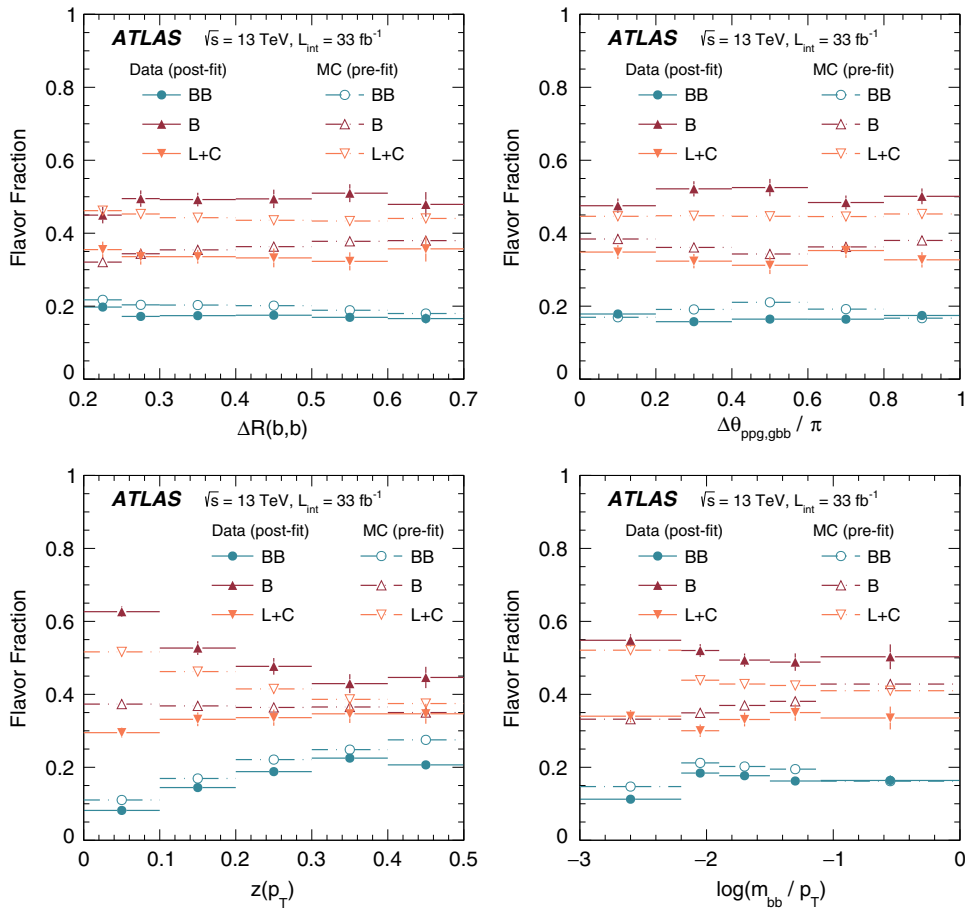 ATLAS √s = 13 TeV, L_int = 33 fb⁻¹
Data (post-fit) MC (pre-fit)
BB BB
B B
L+C L+C
Flavor Fraction
1
0.8
0.6
0.4
0.2
0
0.2 0.3 0.4 0.5 0.6 0.7
ΔR(b,b)
ATLAS √s = 13 TeV, L_int = 33 fb⁻¹
Data (post-fit) MC (pre-fit)
BB BB
B B
L+C L+C
Flavor Fraction
1
0.8
0.6
0.4
0.2
0
0 0.2 0.4 0.6 0.8 1
Δθ_ppg,gbb / π
ATLAS √s = 13 TeV, L_int = 33 fb⁻¹
Data (post-fit) MC (pre-fit)
BB BB
B B
L+C L+C
Flavor Fraction
1
0.8
0.6
0.4
0.2
0
0 0.1 0.2 0.3 0.4 0.5
z(p_T)
ATLAS √s = 13 TeV, L_int = 33 fb⁻¹
Data (post-fit) MC (pre-fit)
BB BB
B B
L+C L+C
Flavor Fraction
1
0.8
0.6
0.4
0.2
0
−3 −2 −1 0
log(m_bb / p_T)